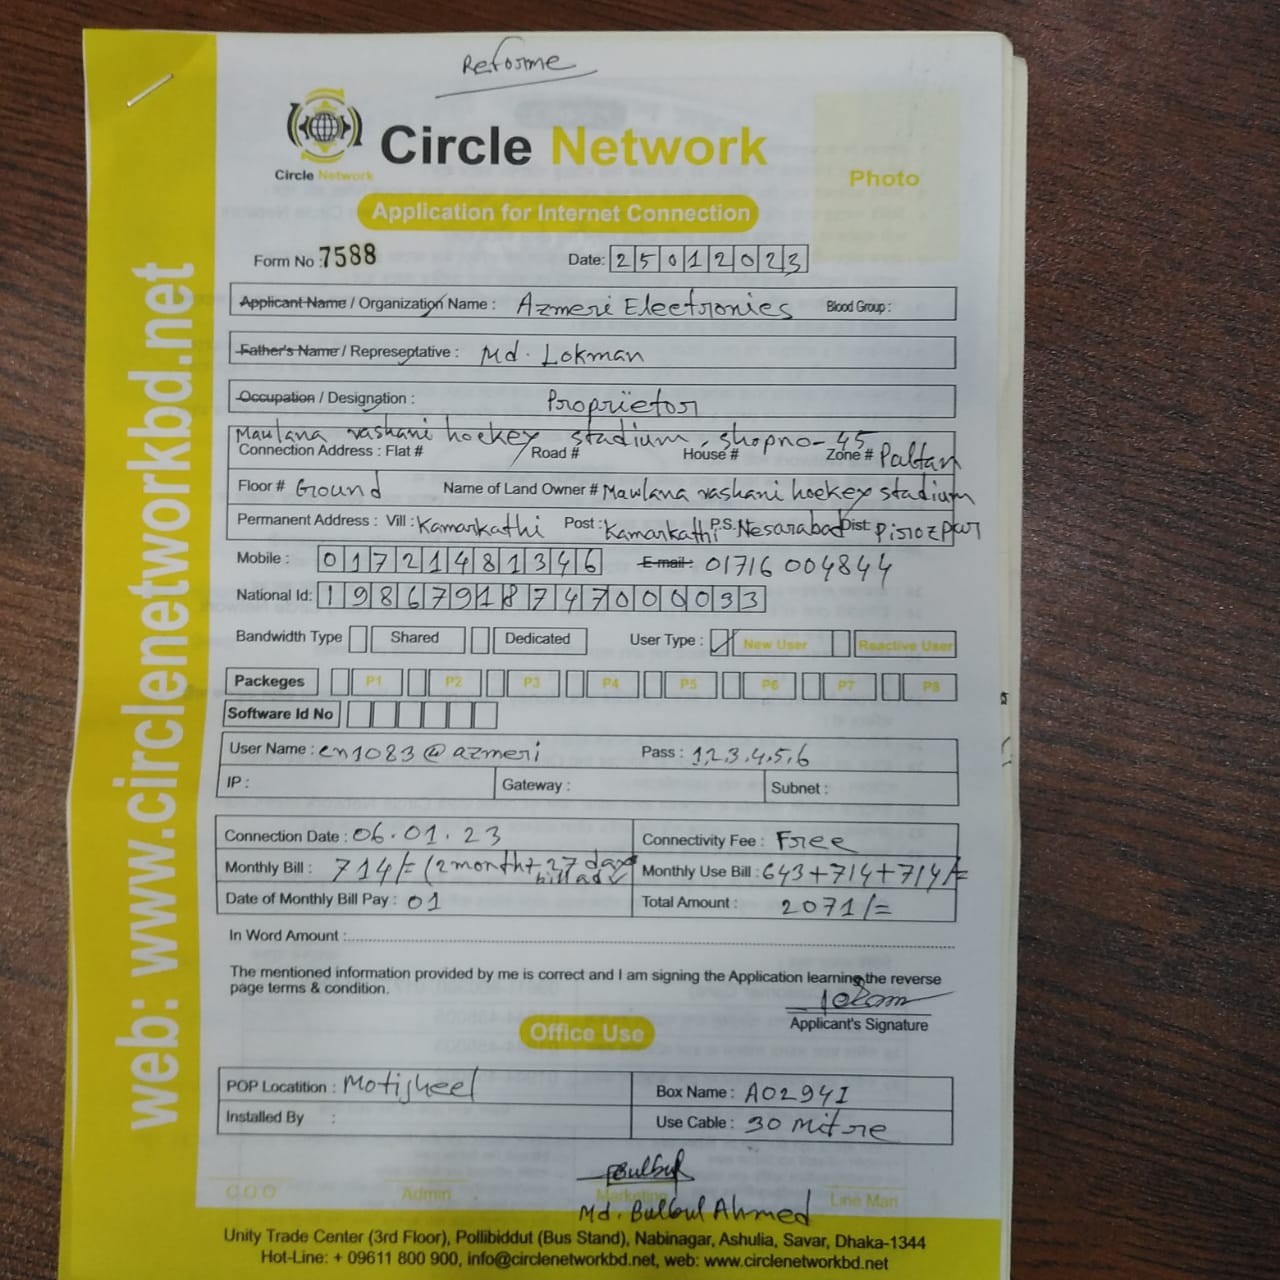 Reforme
Circle Network
Circle Network
Photo
Application for Internet Connection
Form No : 7588
Date: 25012023
Applicant Name / Organization Name : Azmeri Electronics Blood Group :
Father's Name / Represeptative : Md. Lokman
Occupation / Designation : Proprietor
Maulana vashani hockey stadium, shopno-45
Connection Address : Flat # Road # House # Zone # Paltan
Floor # Ground Name of Land Owner # Mawlana vashani hockey stadium
Permanent Address : Vill : Kamarkathi Post : Kamarkathi P.S. Nesarabad Dist: Pirozpur
Mobile : 01721481346 E-mail : 01716 004844
National Id: 19867918747000093
Bandwidth Type Shared Dedicated User Type : New User Reactive User
Packeges P1 P2 P3 P4 P5 P6 P7 P8
Software Id No
User Name : cn1083@azmeri Pass : 1,2,3,4,5,6
IP : Gateway : Subnet :
Connection Date : 06.01.23 Connectivity Fee : Free
Monthly Bill : 714/= (2 month + 27 days bill adv Monthly Use Bill : 643+714+714/=
Date of Monthly Bill Pay : 01 Total Amount : 2071/=
In Word Amount :
The mentioned information provided by me is correct and I am signing the Application learning the reverse
page terms & condition.
Applicant's Signature
Office Use
POP Locatition : Motijheel Box Name : A0294I
Installed By : Use Cable : 30 Mitre
Bulbul
C.O.O Admin Marketing Line Man
Md. Bulbul Ahmed
Unity Trade Center (3rd Floor), Pollibiddut (Bus Stand), Nabinagar, Ashulia, Savar, Dhaka-1344
Hot-Line: + 09611 800 900, info@circlenetworkbd.net, web: www.circlenetworkbd.net
web: www.circlenetworkbd.net